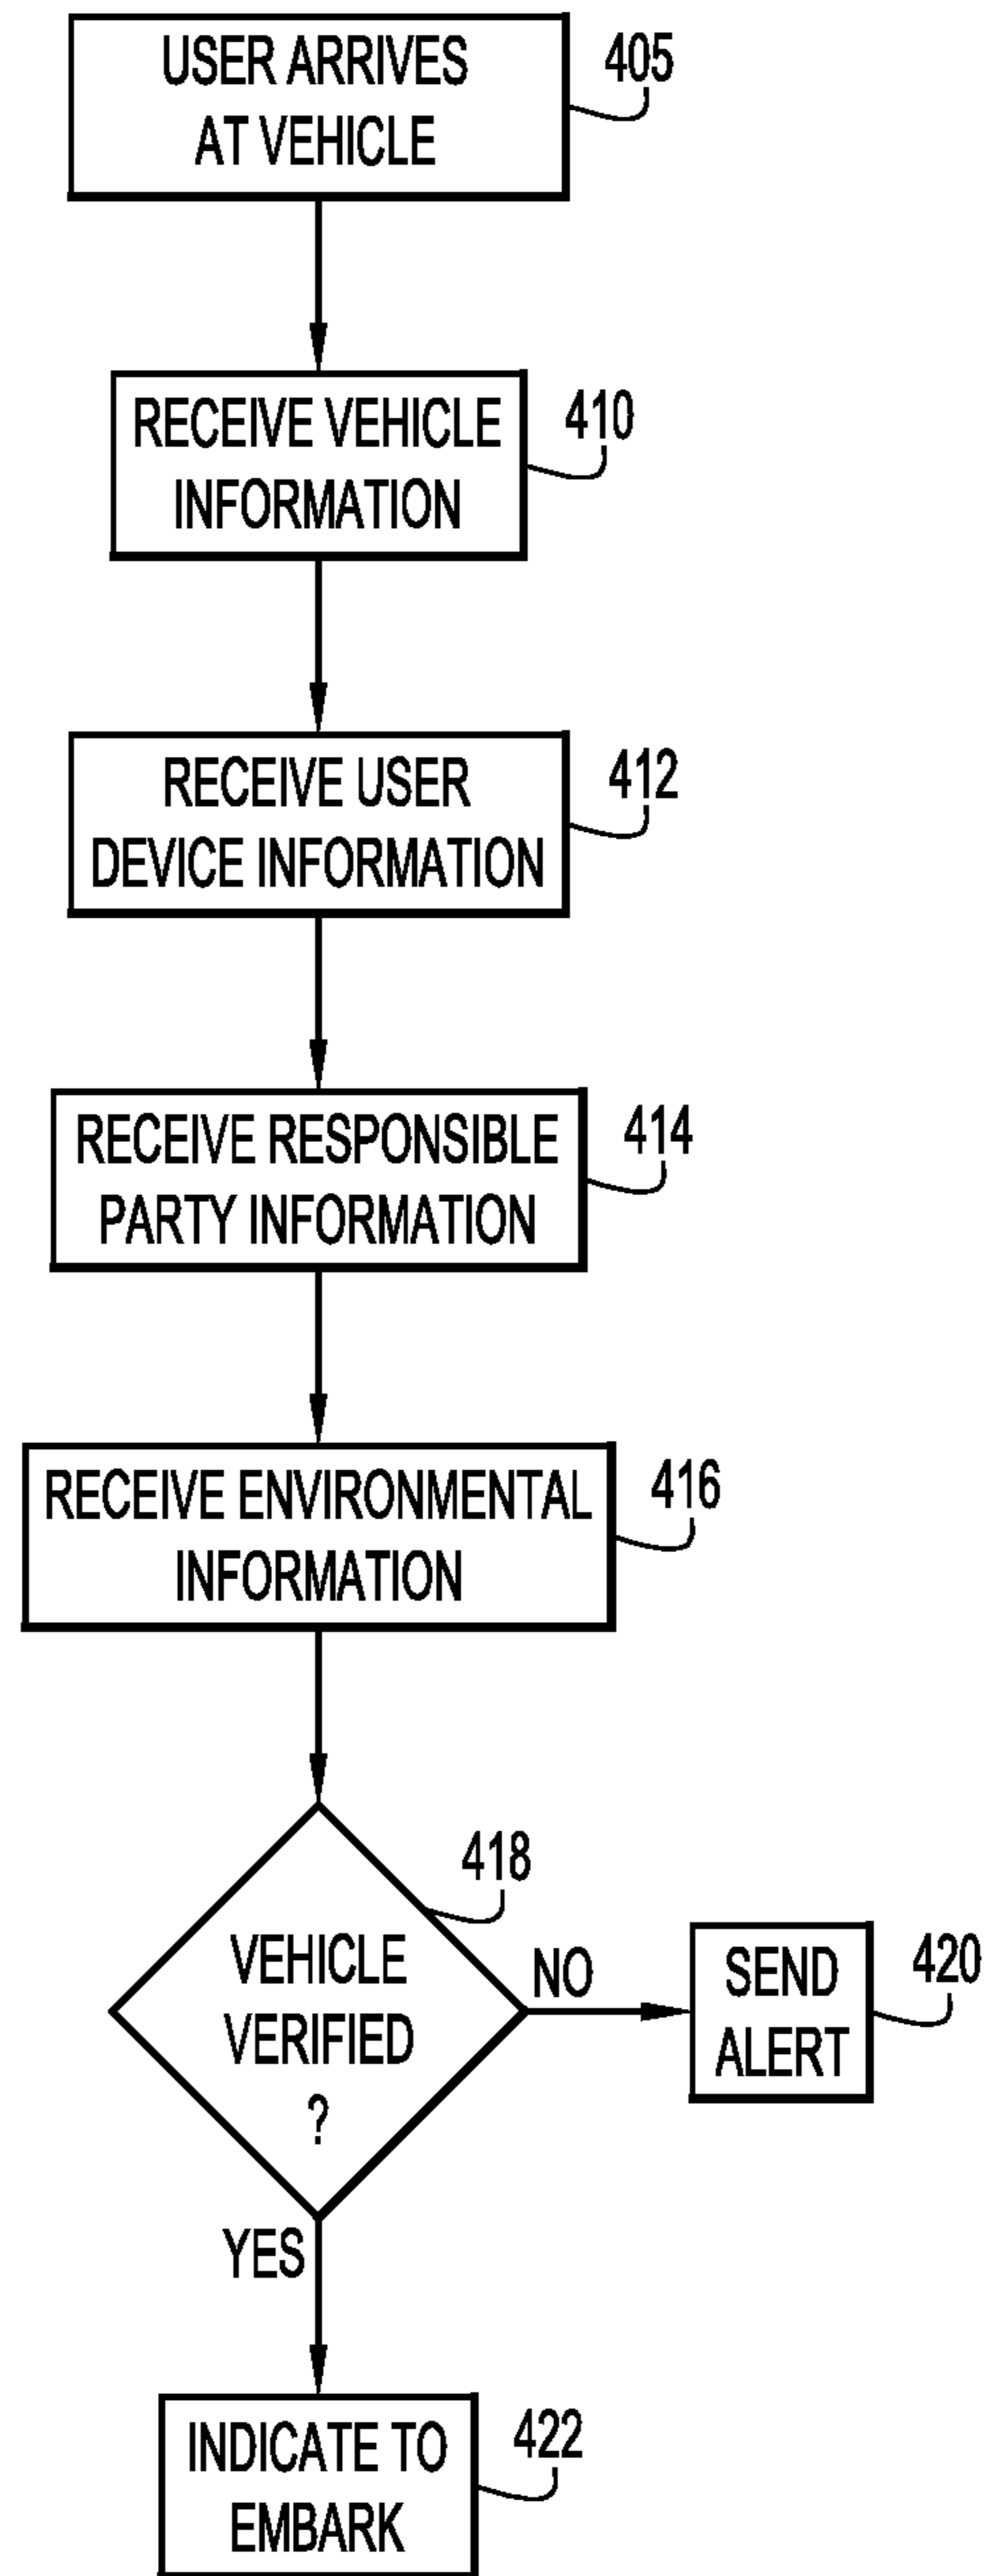 USER ARRIVES
AT VEHICLE
405
RECEIVE VEHICLE
INFORMATION
410
RECEIVE USER
DEVICE INFORMATION
412
RECEIVE RESPONSIBLE
PARTY INFORMATION
414
RECEIVE ENVIRONMENTAL
INFORMATION
416
418
VEHICLE
VERIFIED
?
NO
SEND
ALERT
420
YES
INDICATE TO
EMBARK
422